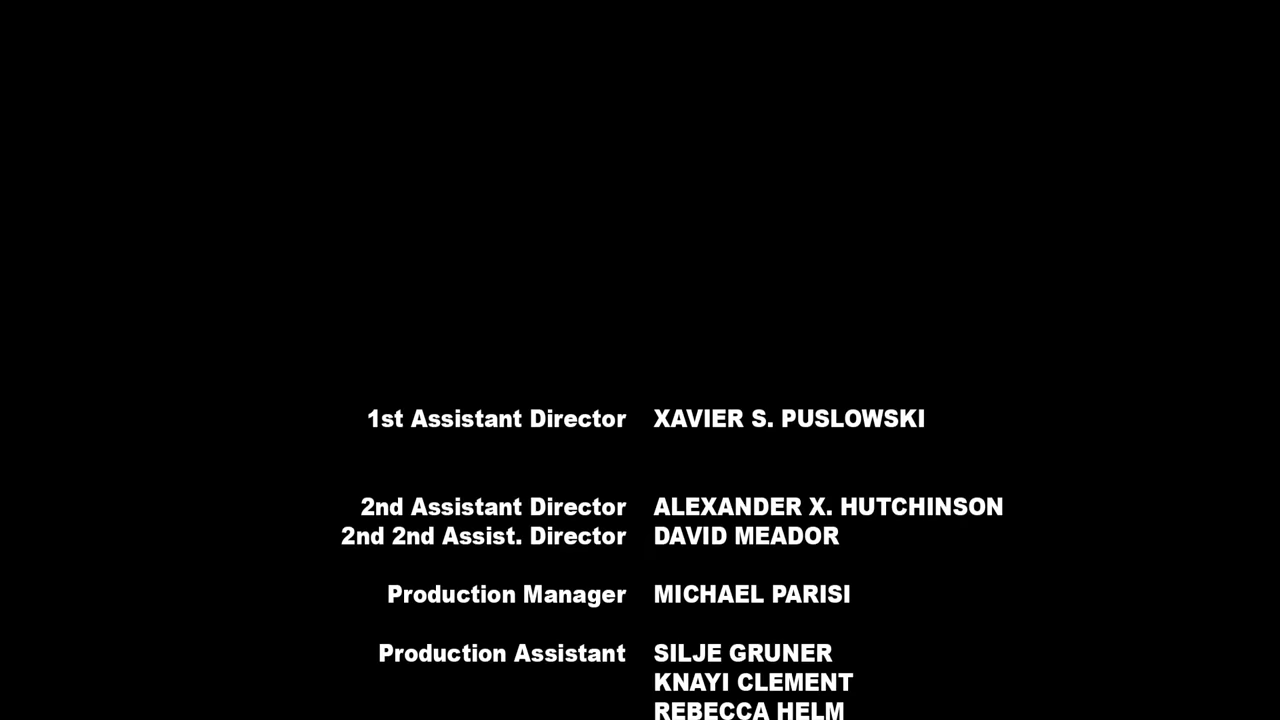 1st Assistant Director XAVIER S. PUSLOWSKI
2nd Assistant Director ALEXANDER X. HUTCHINSON
2nd 2nd Assist. Director DAVID MEADOR
Production Manager MICHAEL PARISI
Production Assistant SILJE GRUNER
KNAYI CLEMENT
REBECCA HELM